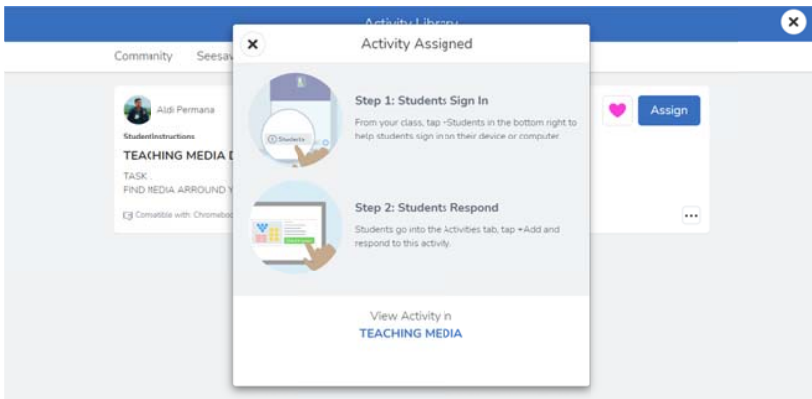 Activity Library
Activity Assigned
Community Seesaw
Aldi Permana
StudentInstructions
TEACHING MEDIA D
TASK .
FIND MEDIA ARROUND Y
Compatible with: Chromeboo
Assign
Step 1: Students Sign In
From your class, tap +Students in the bottom right to
help students sign in on their device or computer
Students
Step 2: Students Respond
Students go into the Activities tab, tap +Add and
respond to this activity.
View Activity in
TEACHING MEDIA